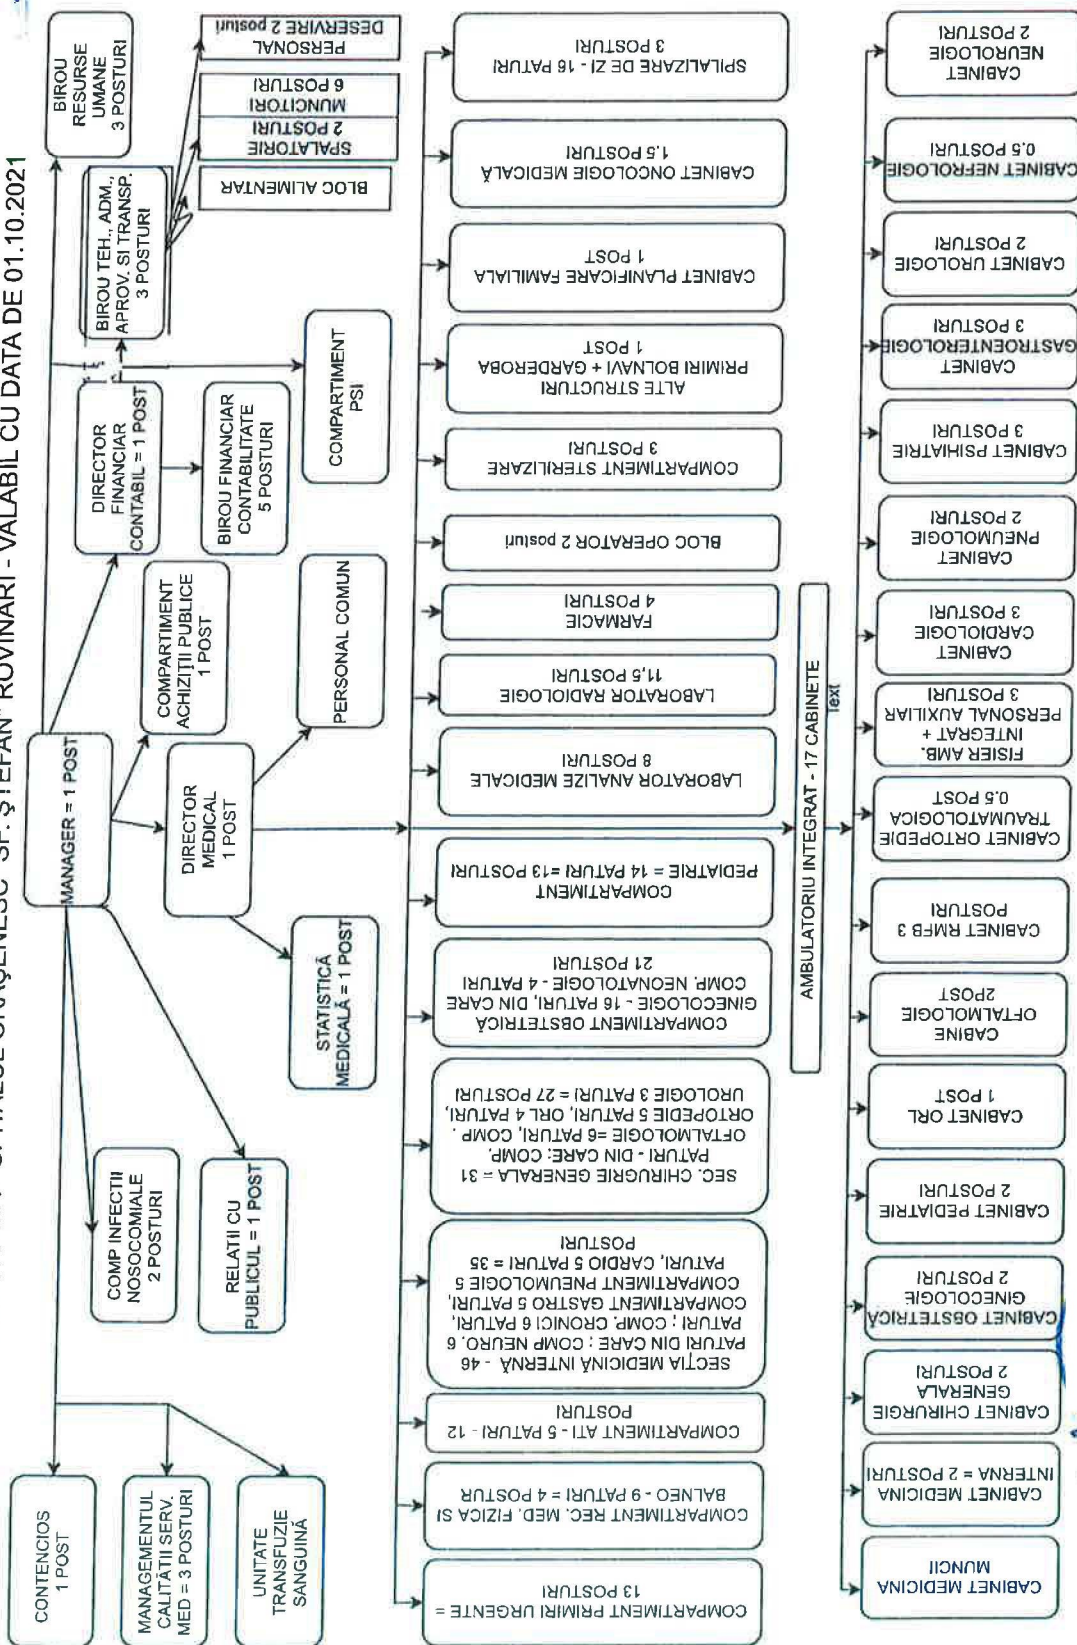 SPITALUL ORĂȘENESC "SF. ȘTEFAN" ROVINARI - VALABIL CU DATA DE 01.10.2021
MANAGER = 1 POST
CONTENCIOS
1 POST
MANAGEMENTUL
CALITĂȚII SERV.
MED = 3 POSTURI
UNITATE
TRANSFUZIE
SANGUINĂ
COMP INFECTII
NOSOCOMIALE
2 POSTURI
RELATII CU
PUBLICUL = 1 POST
STATISTICĂ
MEDICALĂ = 1 POST
DIRECTOR
MEDICAL
1 POST
COMPARTIMENT
ACHIZIȚII PUBLICE
1 POST
PERSONAL COMUN
DIRECTOR
FINANCIAR
CONTABIL = 1 POST
BIROU FINANCIAR
CONTABILITATE
5 POSTURI
COMPARTIMENT
PSI
BIROU TEH., ADM.,
APROV. SI TRANSP.
3 POSTURI
BIROU
RESURSE
UMANE
3 POSTURI
BLOC ALIMENTAR
SPALATORIE
2 POSTURI
MUNCITORI
6 POSTURI
PERSONAL
DESERVIRE 2 posturi
COMPARTIMENT PRIMIRI URGENTE =
13 POSTURI
COMPARTIMENT REC. MED. FIZICA SI
BALNEO - 9 PATURI = 4 POSTUR
COMPARTIMENT ATI - 5 PATURI - 12
POSTURI
SECȚIA MEDICINĂ INTERNĂ - 46
PATURI DIN CARE : COMP NEURO. 6
PATURI ; COMP. CRONICI 6 PATURI,
COMPARTIMENT GASTRO 5 PATURI,
COMPARTIMENT PNEUMOLOGIE 5
PATURI, CARDIO 5 PATURI = 35
POSTURI
SEC. CHIRUGRIE GENERALA = 31
PATURI - DIN CARE: COMP.
OFTALMOLOGIE =6 PATURI, COMP .
ORTOPEDIE 5 PATURI, ORL 4 PATURI,
UROLOGIE 3 PATURI = 27 POSTURI
COMPARTIMENT OBSTETRICĂ
GINECOLOGIE - 16 PATURI, DIN CARE
COMP. NEONATOLOGIE - 4 PATURI
21 POSTURI
COMPARTIMENT
PEDIATRIE = 14 PATURI =13 POSTURI
LABORATOR ANALIZE MEDICALE
8 POSTURI
LABORATOR RADIOLOGIE
11,5 POSTURI
FARMACIE
4 POSTURI
BLOC OPERATOR 2 posturi
COMPARTIMENT STERILIZARE
3 POSTURI
ALTE STRUCTURI
PRIMIRI BOLNAVI + GARDEROBA
1 POST
CABINET PLANIFICARE FAMILIALA
1 POST
CABINET ONCOLOGIE MEDICALĂ
1,5 POSTURI
SPILALIZARE DE ZI - 16 PATURI
3 POSTURI
AMBULATORIU INTEGRAT - 17 CABINETE
Text
CABINET MEDICINA
MUNCII
CABINET MEDICINA
INTERNA = 2 POSTURI
CABINET CHIRURGIE
GENERALA
2 POSTURI
CABINET OBSTETRICĂ
GINECOLOGIE
2 POSTURI
CABINET PEDIATRIE
2 POSTURI
CABINET ORL
1 POST
CABINE
OFTALMOLOGIE
2POST
CABINET RMFB 3
POSTURI
CABINET ORTOPEDIE
TRAUMATOLOGICA
0.5 POST
FISIER AMB.
INTEGRAT +
PERSONAL AUXILIAR
3 POSTURI
CABINET
CARDIOLOGIE
3 POSTURI
CABINET
PNEUMOLOGIE
2 POSTURI
CABINET PSIHIATRIE
3 POSTURI
CABINET
GASTROENTEROLOGIE
3 POSTURI
CABINET UROLOGIE
2 POSTURI
CABINET NEFROLOGIE
0.5 POSTURI
CABINET
NEUROLOGIE
2 POSTURI